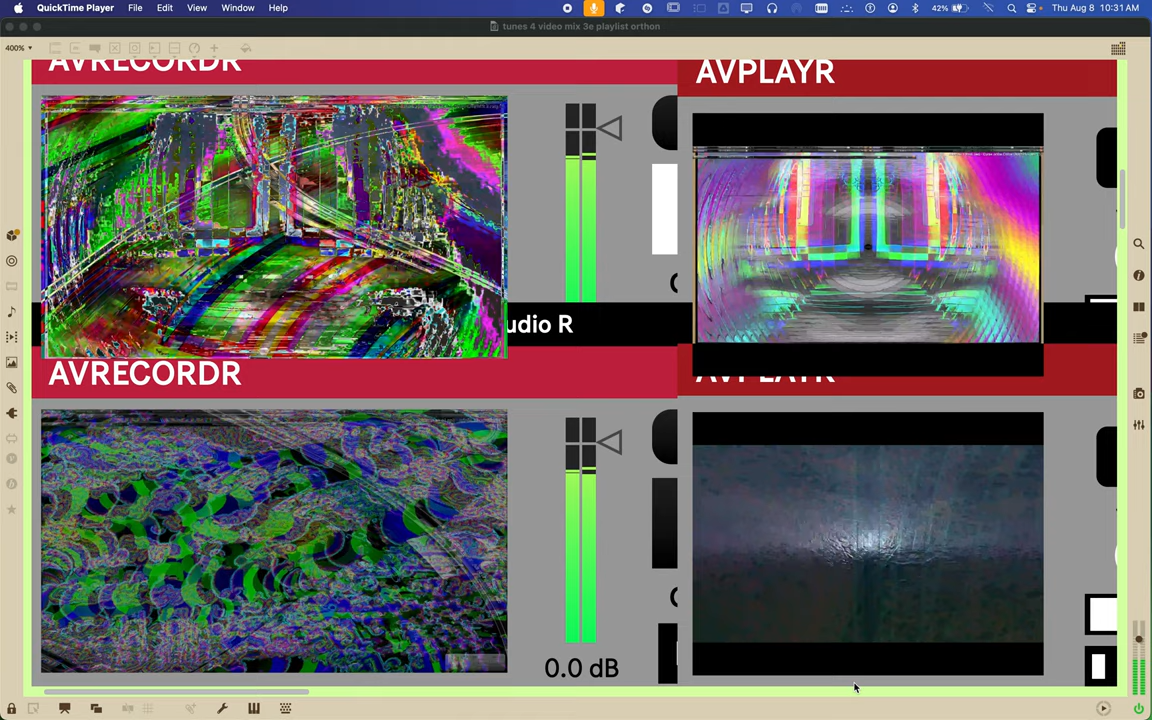 QuickTime Player File Edit View Window Help 42% Thu Aug 8 10:31 AM
tunes 4 video mix 3e playlist orthon
400%
AVRECORDR
AVPLAYR
udio R
AVRECORDR
AVPLAYR
0.0 dB